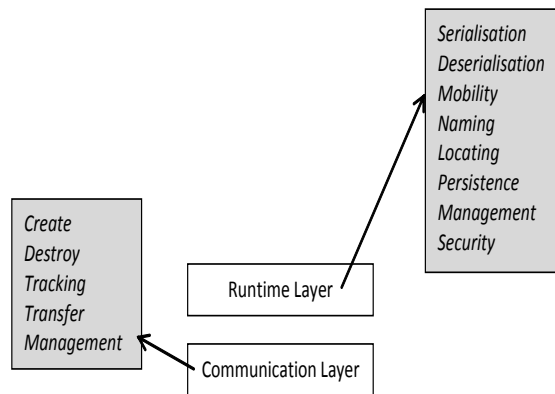 Serialisation
Deserialisation
Mobility
Naming
Locating
Persistence
Management
Security
Create
Destroy
Tracking
Transfer
Management
Runtime Layer
Communication Layer